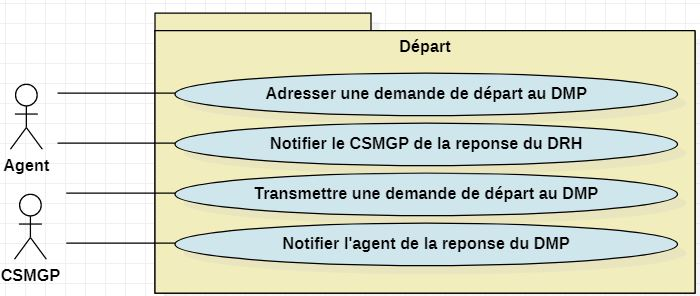 Départ
Adresser une demande de départ au DMP
Notifier le CSMGP de la reponse du DRH
Agent
Transmettre une demande de départ au DMP
Notifier l'agent de la reponse du DMP
CSMGP